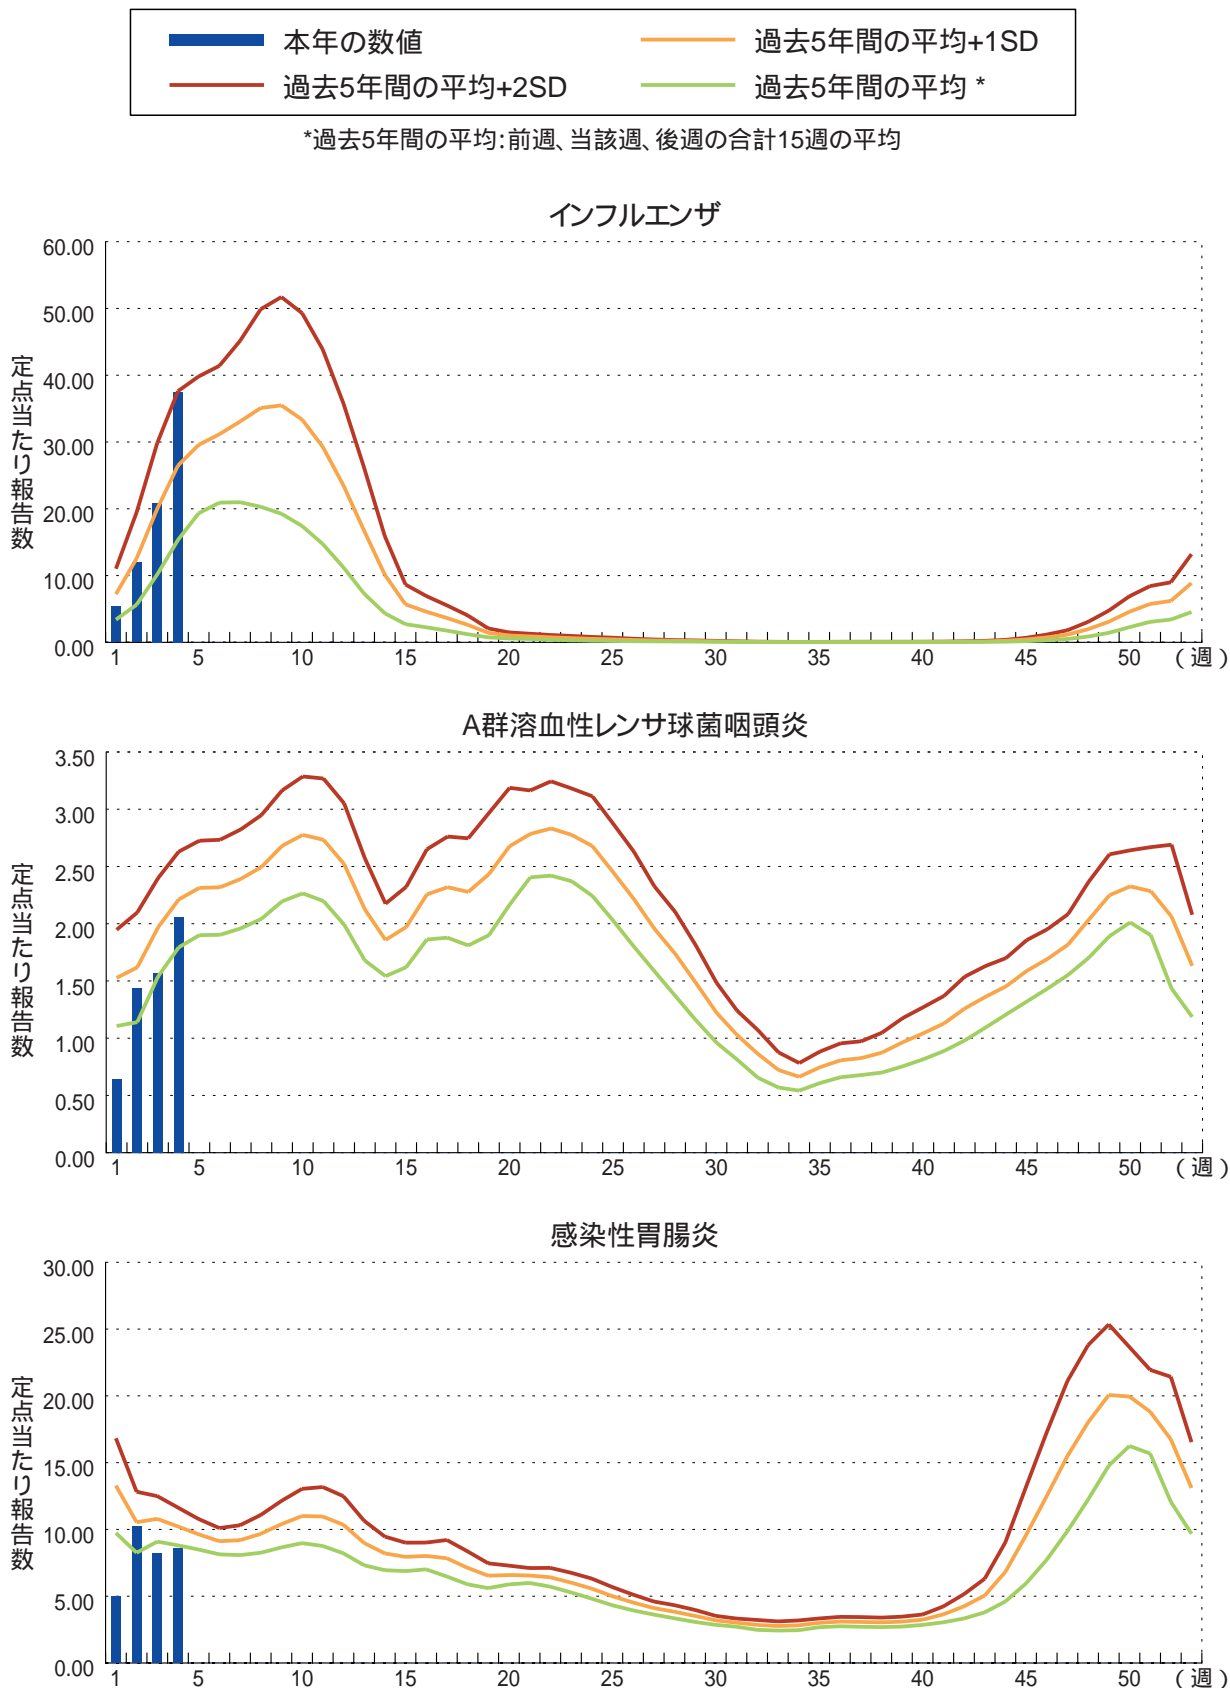 本年の数値
過去5年間の平均+1SD
過去5年間の平均+2SD
過去5年間の平均 *
*過去5年間の平均:前週、当該週、後週の合計15週の平均
インフルエンザ
定点当たり報告数
60.00
50.00
40.00
30.00
20.00
10.00
0.00
1 5 10 15 20 25 30 35 40 45 50 (週)
A群溶血性レンサ球菌咽頭炎
定点当たり報告数
3.50
3.00
2.50
2.00
1.50
1.00
0.50
0.00
1 5 10 15 20 25 30 35 40 45 50 (週)
感染性胃腸炎
定点当たり報告数
30.00
25.00
20.00
15.00
10.00
5.00
0.00
1 5 10 15 20 25 30 35 40 45 50 (週)